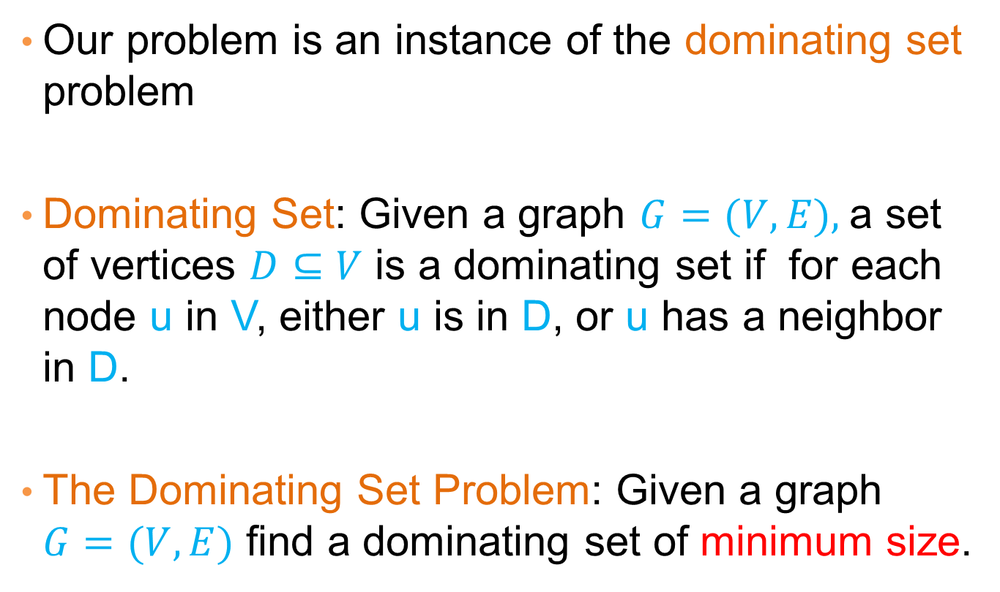 • Our problem is an instance of the dominating set
problem
• Dominating Set: Given a graph G = (V, E), a set
of vertices D ⊆ V is a dominating set if for each
node u in V, either u is in D, or u has a neighbor
in D.
• The Dominating Set Problem: Given a graph
G = (V, E) find a dominating set of minimum size.